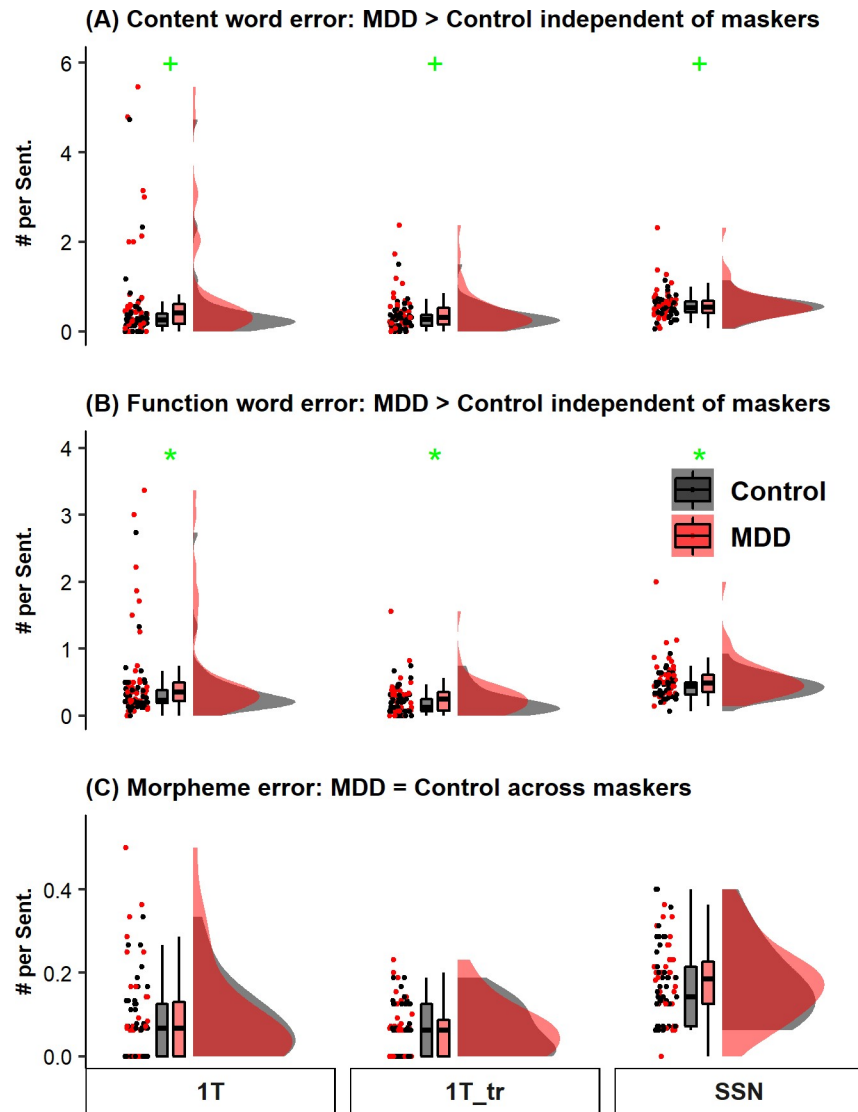 (A) Content word error: MDD > Control independent of maskers
+ + +
# per Sent.
6
4
2
0
(B) Function word error: MDD > Control independent of maskers
* * *
# per Sent.
4
3
2
1
0
Control
MDD
(C) Morpheme error: MDD = Control across maskers
# per Sent.
0.4
0.2
0.0
1T 1T_tr SSN